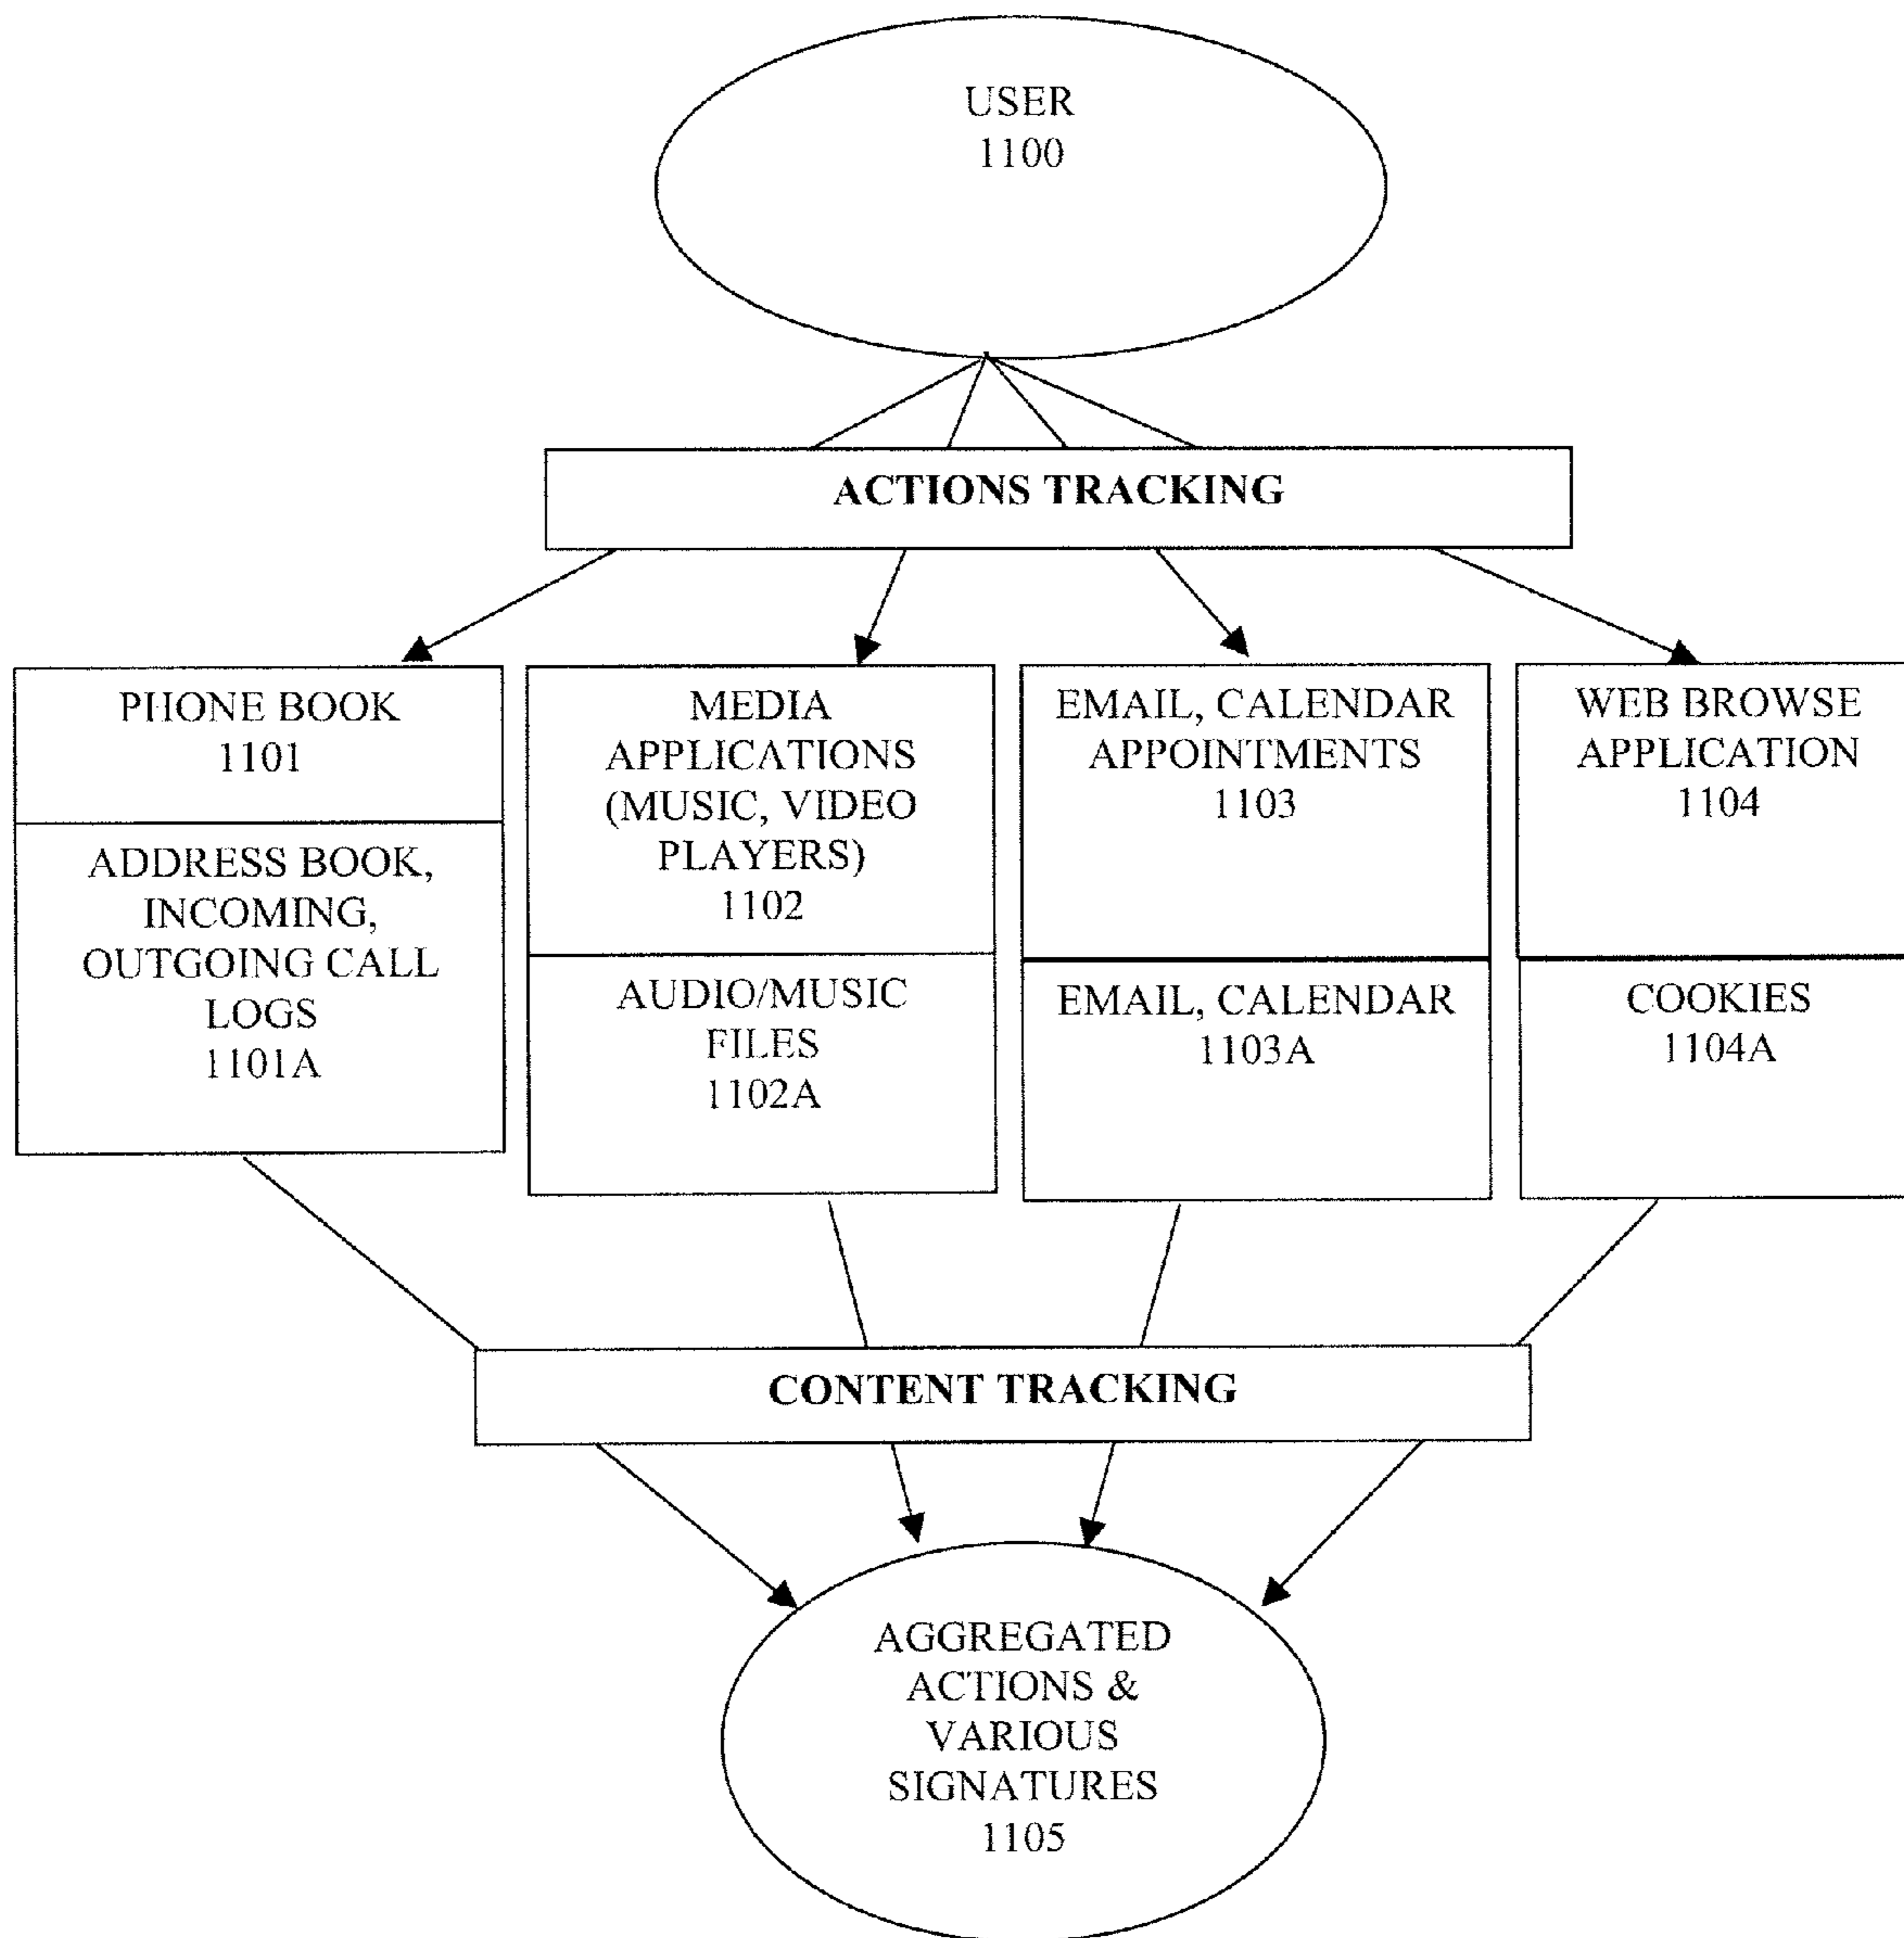 USER
1100
ACTIONS TRACKING
PHONE BOOK
1101
ADDRESS BOOK,
INCOMING,
OUTGOING CALL
LOGS
1101A
MEDIA
APPLICATIONS
(MUSIC, VIDEO
PLAYERS)
1102
AUDIO/MUSIC
FILES
1102A
EMAIL, CALENDAR
APPOINTMENTS
1103
EMAIL, CALENDAR
1103A
WEB BROWSE
APPLICATION
1104
COOKIES
1104A
CONTENT TRACKING
AGGREGATED
ACTIONS &
VARIOUS
SIGNATURES
1105